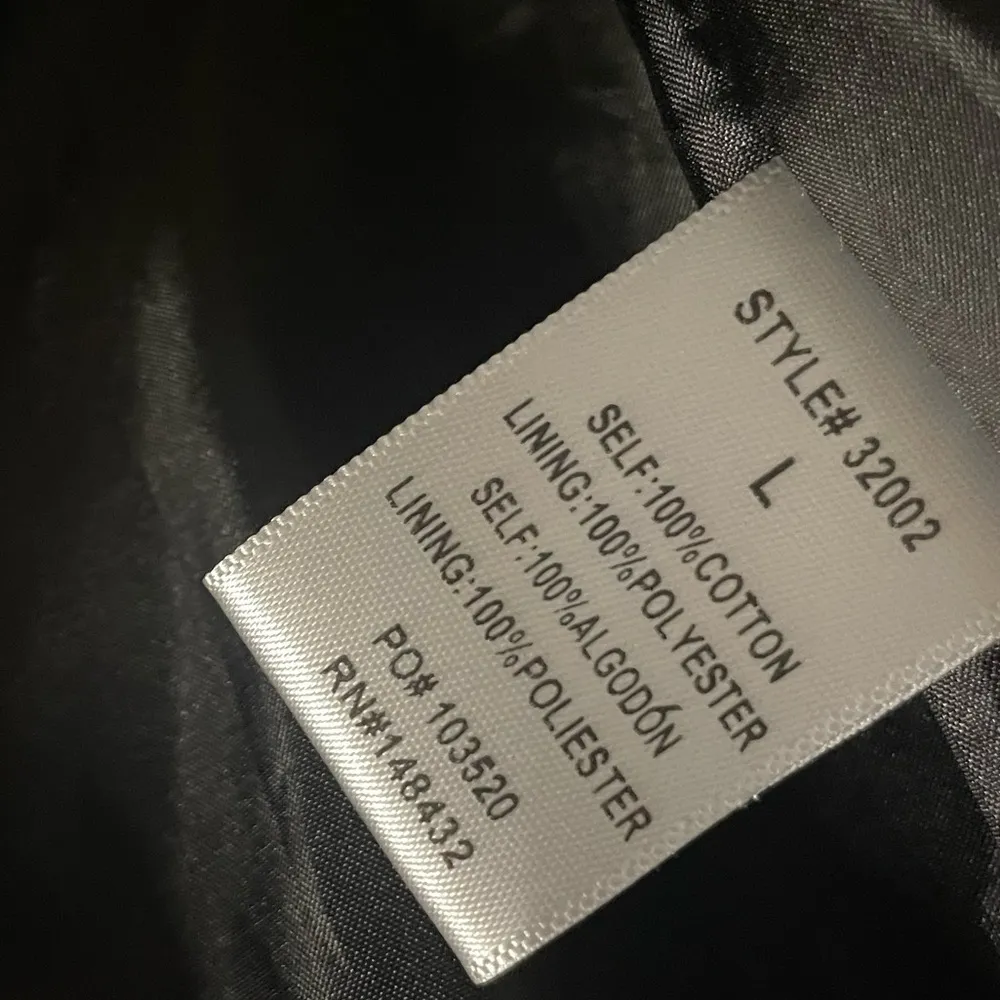 STYLE# 32002
L
SELF:100%COTTON
LINING:100%POLYESTER
SELF:100%ALGODÓN
LINING:100%POLIESTER
PO# 103520
RN#148432